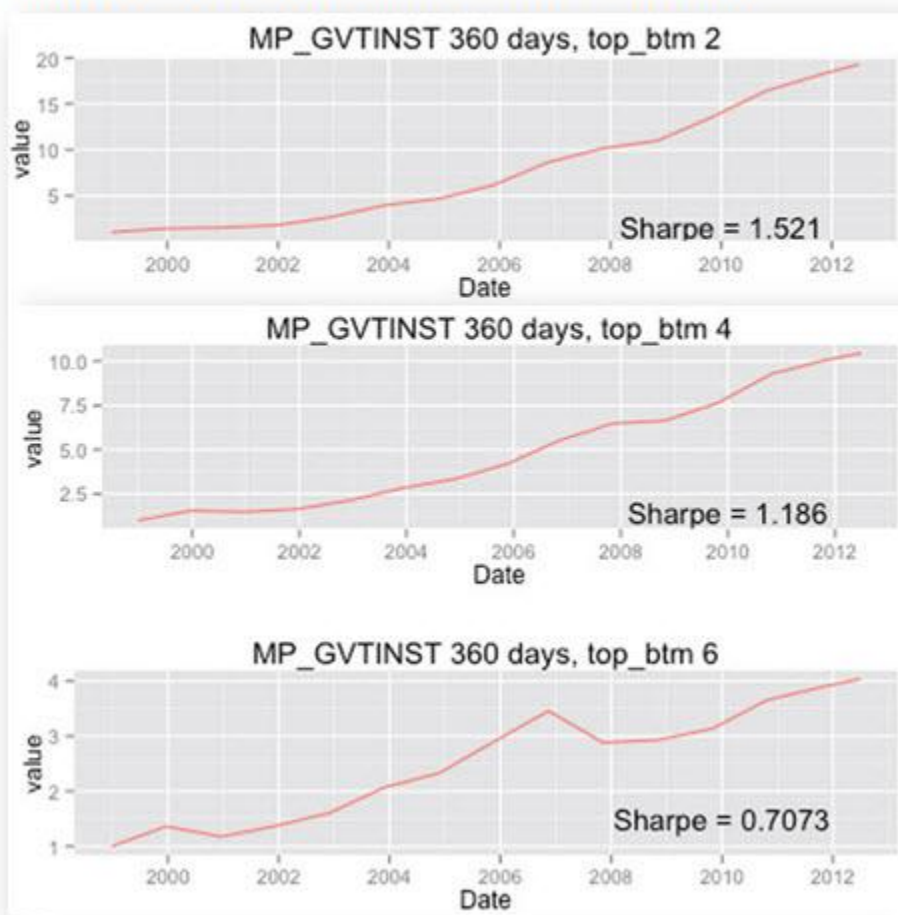 MP_GVTINST 360 days, top_btm 2
20
15
10
5
value
Sharpe = 1.521
2000 2002 2004 2006 2008 2010 2012
Date
MP_GVTINST 360 days, top_btm 4
10.0
7.5
5.0
2.5
value
Sharpe = 1.186
2000 2002 2004 2006 2008 2010 2012
Date
MP_GVTINST 360 days, top_btm 6
4
3
2
1
value
Sharpe = 0.7073
2000 2002 2004 2006 2008 2010 2012
Date